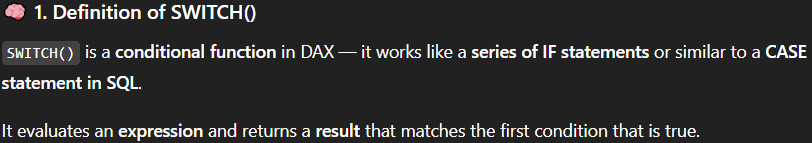 🧠 1. Definition of SWITCH()
SWITCH() is a conditional function in DAX — it works like a series of IF statements or similar to a CASE
statement in SQL.
It evaluates an expression and returns a result that matches the first condition that is true.